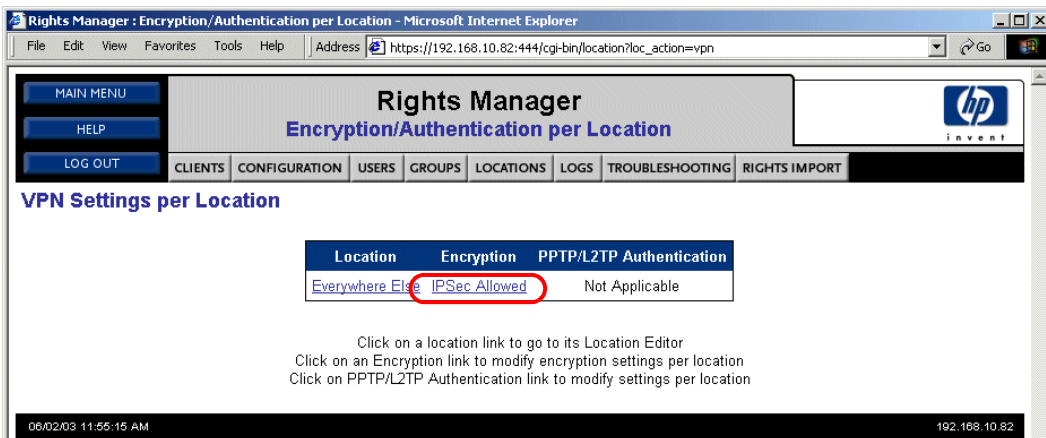 Rights Manager : Encryption/Authentication per Location - Microsoft Internet Explorer
File Edit View Favorites Tools Help Address https://192.168.10.82:444/cgi-bin/location?loc_action=vpn Go
MAIN MENU
HELP
LOG OUT
Rights Manager
Encryption/Authentication per Location
hp
invent
CLIENTS CONFIGURATION USERS GROUPS LOCATIONS LOGS TROUBLESHOOTING RIGHTS IMPORT
VPN Settings per Location
Location Encryption PPTP/L2TP Authentication
Everywhere Else IPSec Allowed Not Applicable
Click on a location link to go to its Location Editor
Click on an Encryption link to modify encryption settings per location
Click on PPTP/L2TP Authentication link to modify settings per location
06/02/03 11:55:15 AM 192.168.10.82